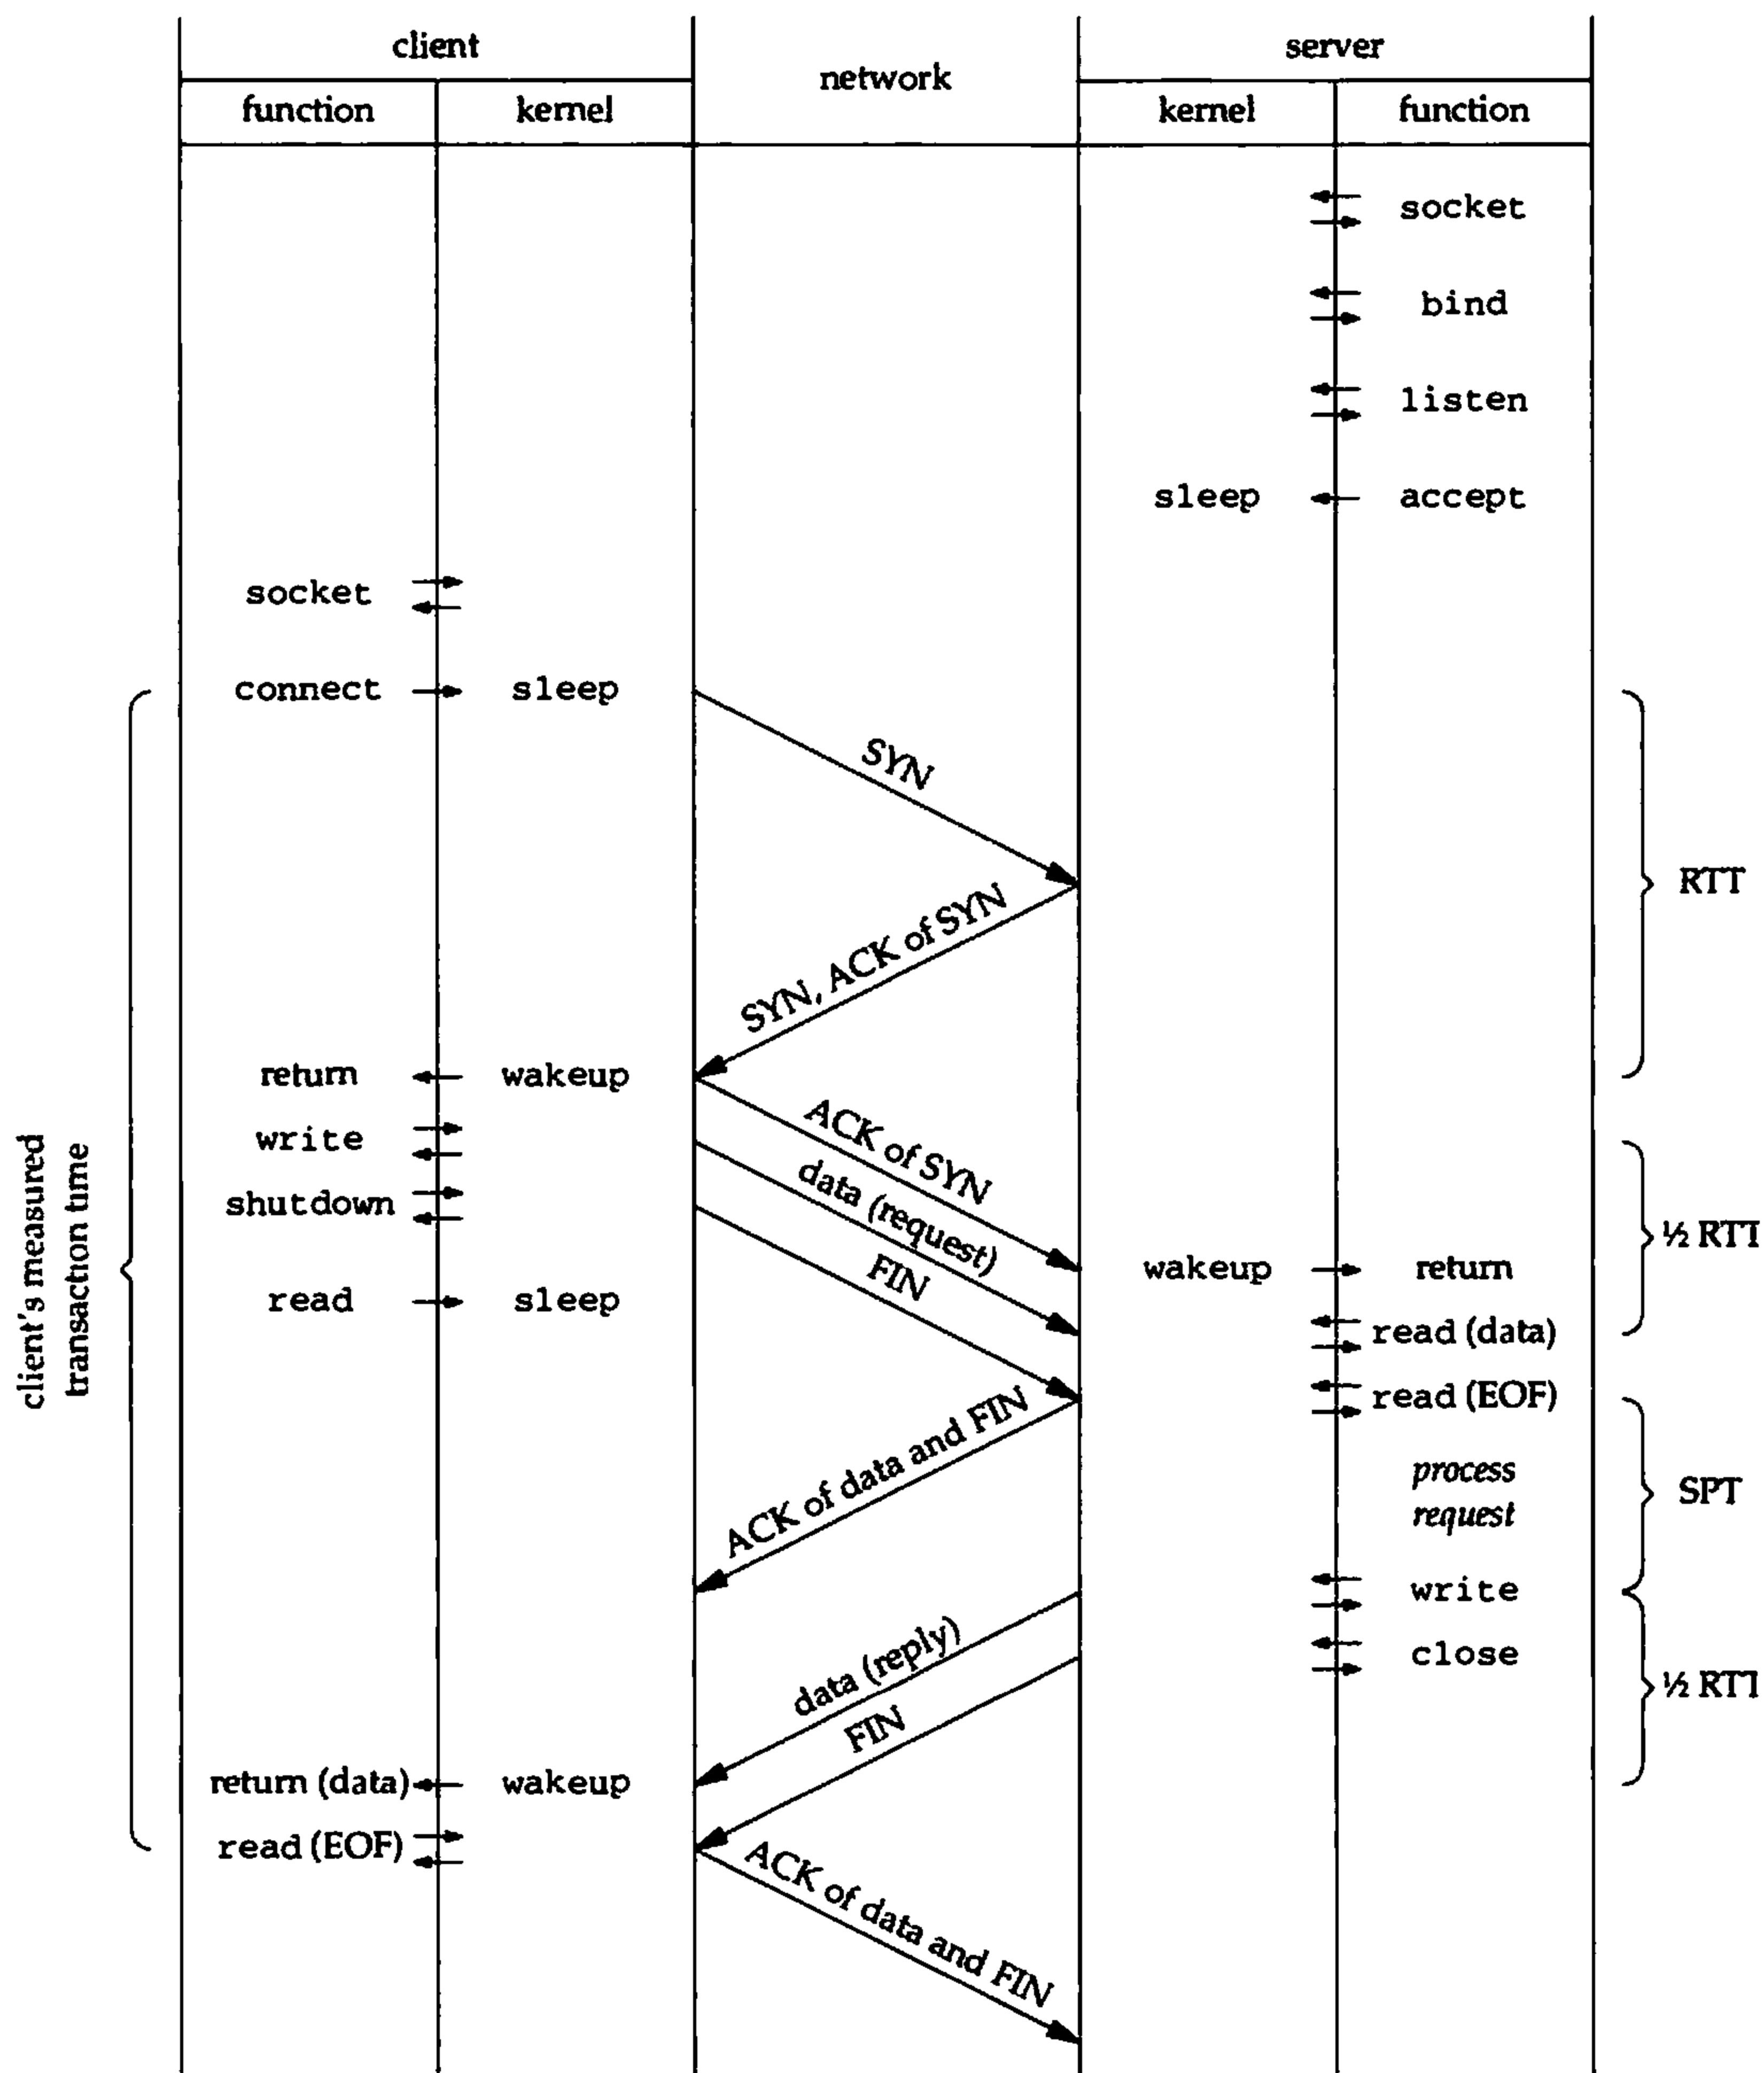 client
network
server
function
kernel
kernel
function
socket
bind
listen
sleep
accept
socket
connect
sleep
SYN
RTT
SYN, ACK of SYN
return
wakeup
ACK of SYN
write
data (request)
shutdown
FIN
½ RTT
wakeup
return
client's measured
transaction time
read
sleep
read (data)
read (EOF)
ACK of data and FIN
process
request
SPT
write
data (reply)
close
FIN
½ RTT
return (data)
wakeup
read (EOF)
ACK of data and FIN